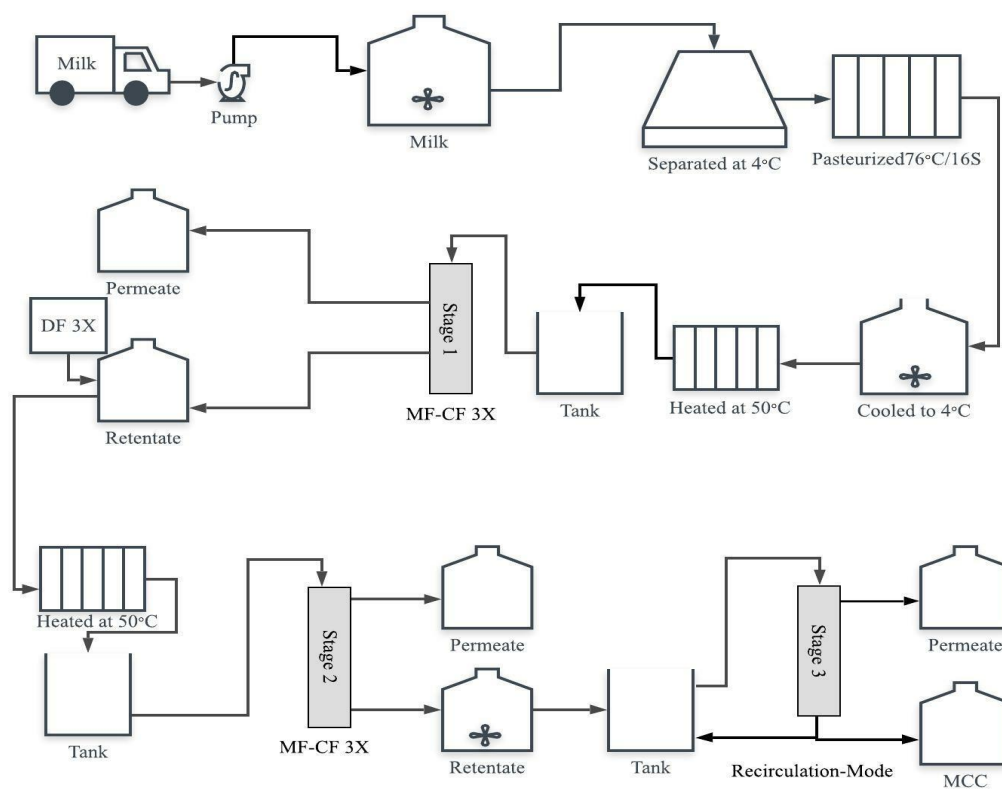 Milk
Pump
Milk
Separated at 4°C
Pasteurized76°C/16S
Permeate
DF 3X
Retentate
Stage 1
MF-CF 3X
Tank
Heated at 50°C
Cooled to 4°C
Heated at 50°C
Tank
Stage 2
MF-CF 3X
Permeate
Retentate
Tank
Stage 3
Recirculation-Mode
Permeate
MCC